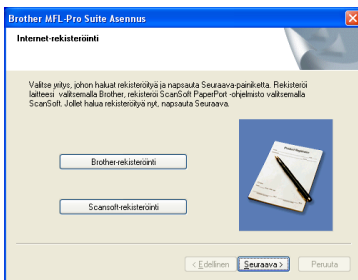 Brother MFL-Pro Suite Asennus
Internet-rekisteröinti
Valitse yritys, johon haluat rekisteröityä ja napsauta Seuraava-painiketta. Rekisteröi
laitteesi valitsemalla Brother, rekisteröi ScanSoft PaperPort -ohjelmisto valitsemalla
ScanSoft. Jollet halua rekisteröityä nyt, napsauta Seuraava.
Brother-rekisteröinti
Scansoft-rekisteröinti
< Edellinen Seuraava > Peruuta